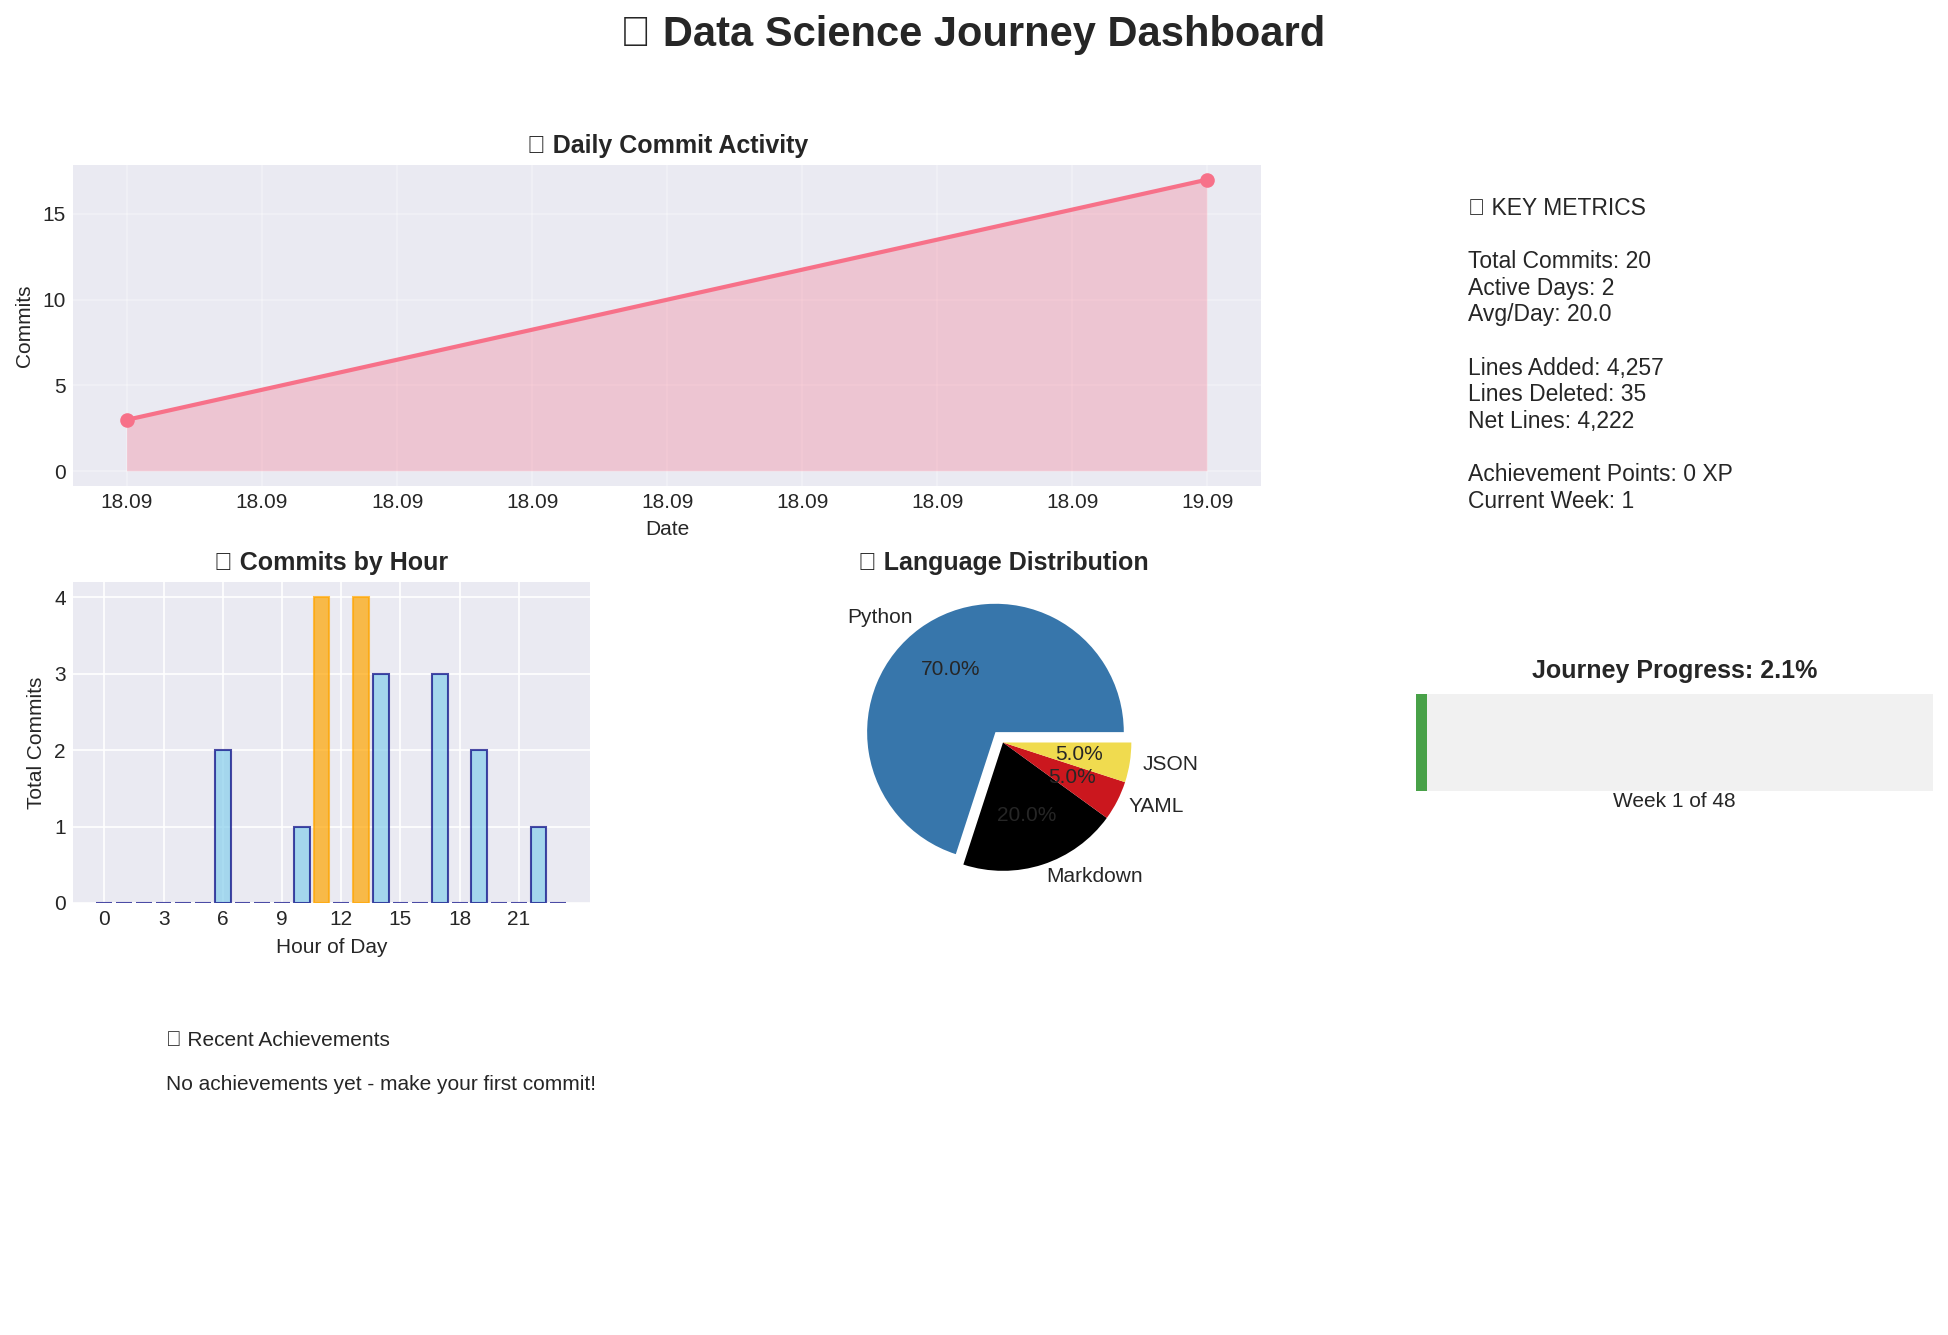 ▯ Data Science Journey Dashboard
▯ Daily Commit Activity
Commits
15
10
5
0
18.09 18.09 18.09 18.09 18.09 18.09 18.09 18.09 19.09
Date
▯ KEY METRICS
Total Commits: 20
Active Days: 2
Avg/Day: 20.0
Lines Added: 4,257
Lines Deleted: 35
Net Lines: 4,222
Achievement Points: 0 XP
Current Week: 1
▯ Commits by Hour
Total Commits
4
3
2
1
0
0 3 6 9 12 15 18 21
Hour of Day
▯ Language Distribution
Python
70.0%
5.0%
JSON
5.0%
YAML
20.0%
Markdown
Journey Progress: 2.1%
Week 1 of 48
▯ Recent Achievements
No achievements yet - make your first commit!